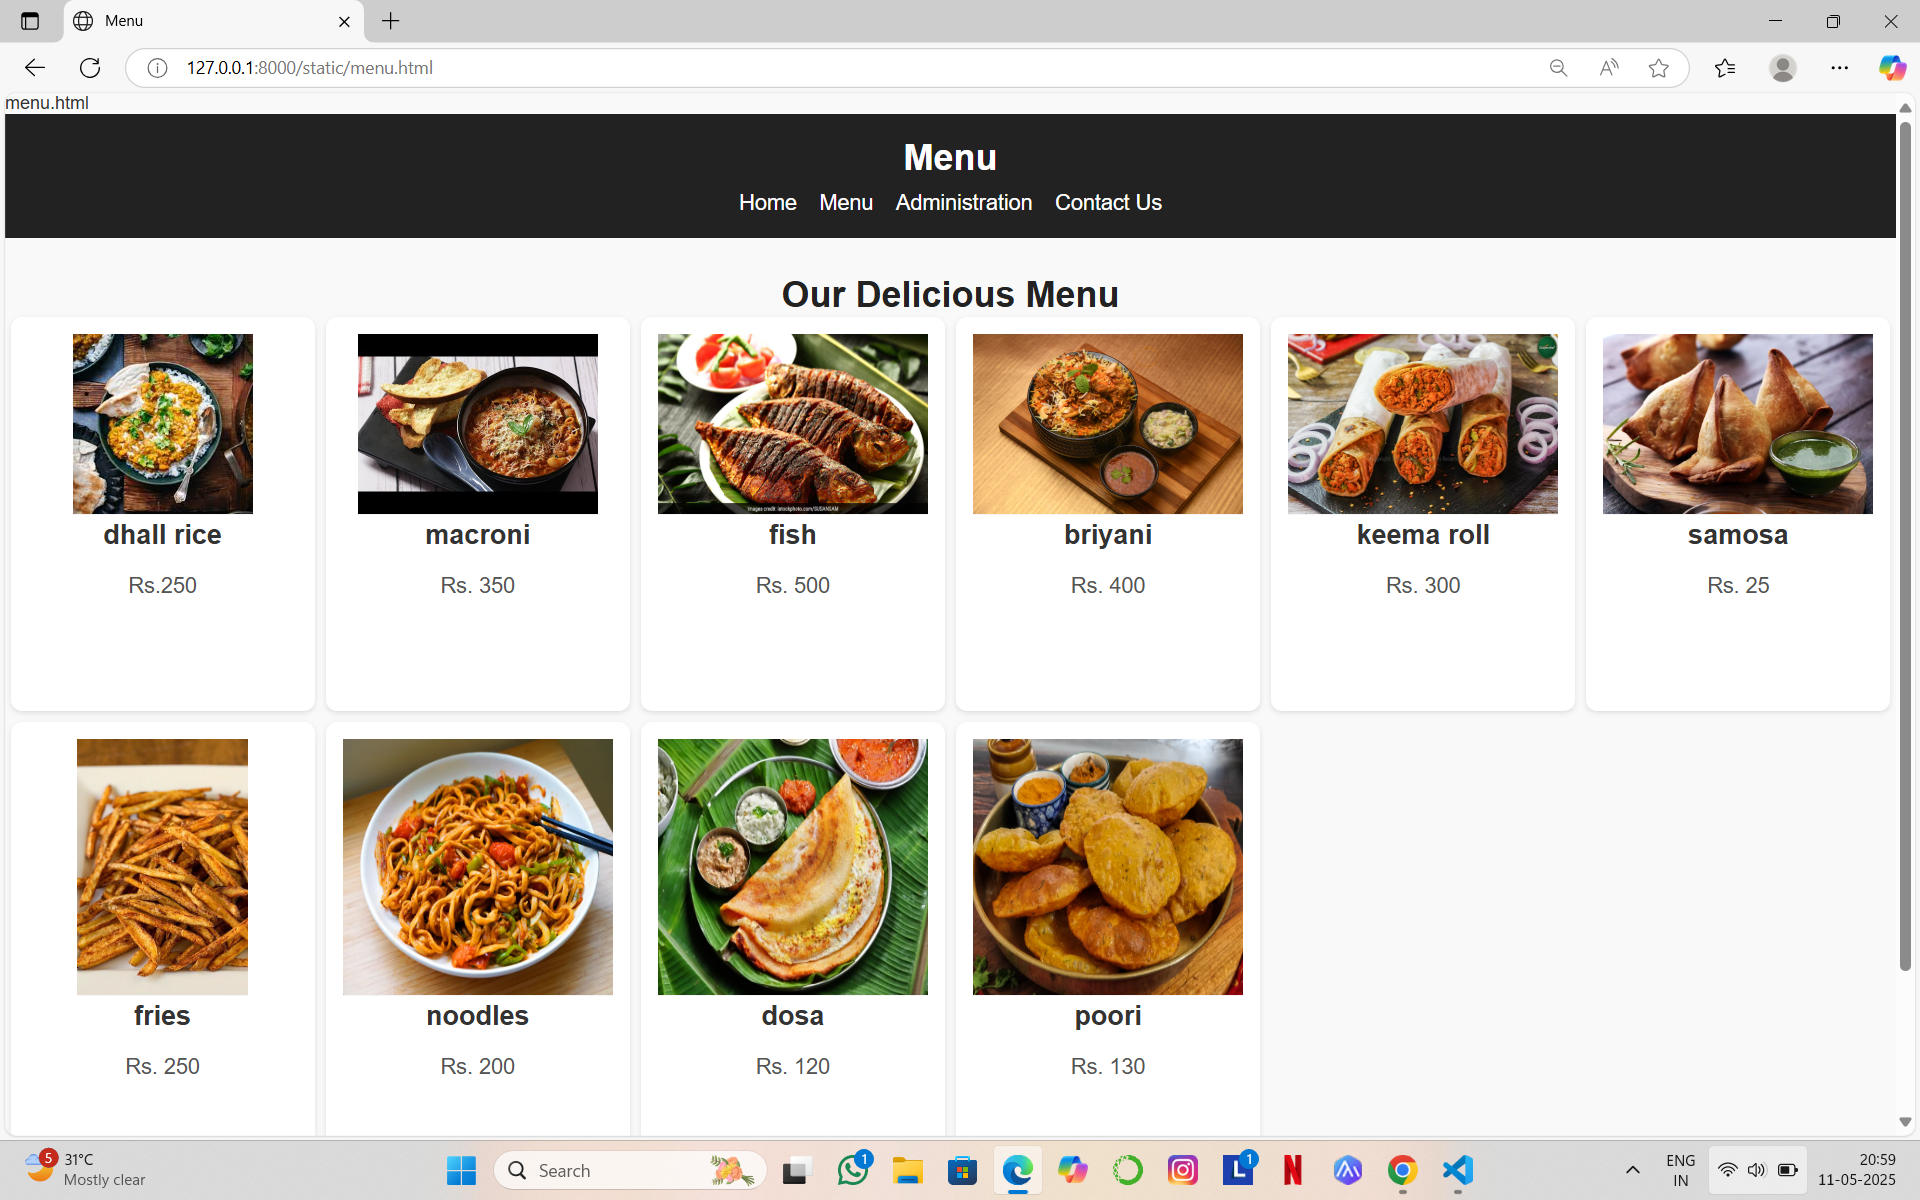 Menu
127.0.0.1:8000/static/menu.html
menu.html
Menu
Home Menu Administration Contact Us
Our Delicious Menu
dhall rice macroni fish briyani keema roll samosa
Rs.250 Rs. 350 Rs. 500 Rs. 400 Rs. 300 Rs. 25
fries noodles dosa poori
Rs. 250 Rs. 200 Rs. 120 Rs. 130
5
31°C
Mostly clear
Search
1
L 1
N
ENG
IN
20:59
11-05-2025